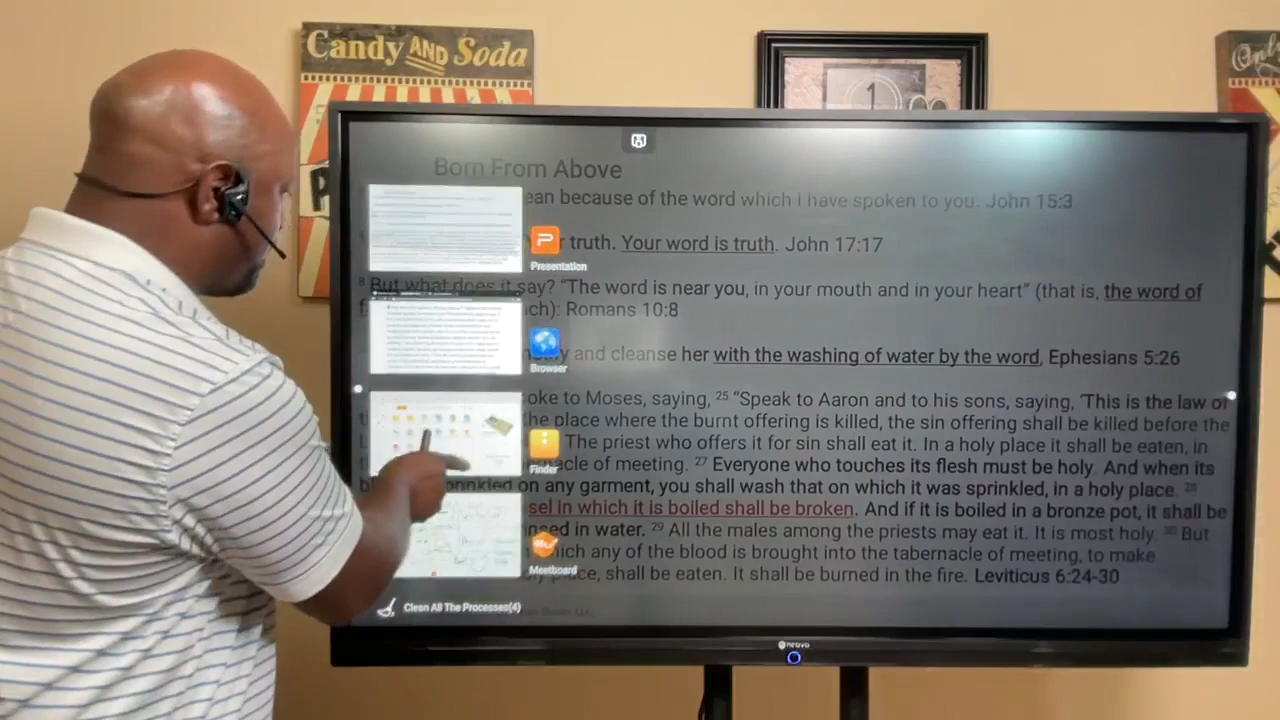 Candy AND Soda
1
Only
Born From Above
ean because of the word which I have spoken to you. John 15:3
r truth. Your word is truth. John 17:17
Presentation
8 But what does it say? "The word is near you, in your mouth and in your heart" (that is, the word of
ch): Romans 10:8
Browser
y and cleanse her with the washing of water by the word, Ephesians 5:26
oke to Moses, saying, 25 "Speak to Aaron and to his sons, saying, 'This is the law of
the place where the burnt offering is killed, the sin offering shall be killed before the
The priest who offers it for sin shall eat it. In a holy place it shall be eaten, in
Finder
acle of meeting. 27 Everyone who touches its flesh must be holy. And when its
on any garment, you shall wash that on which it was sprinkled, in a holy place. 28
sel in which it is boiled shall be broken. And if it is boiled in a bronze pot, it shall be
nsed in water. 29 All the males among the priests may eat it. It is most holy. 30 But
which any of the blood is brought into the tabernacle of meeting, to make
Meetboard
place, shall be eaten. It shall be burned in the fire. Leviticus 6:24-30
Clean All The Processes(4)
neovo